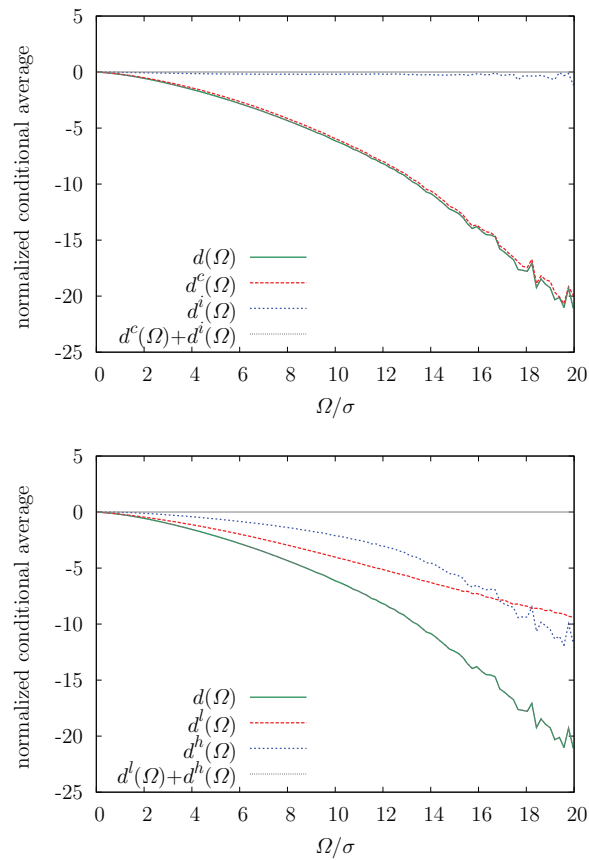 5
0
-5
-10
-15
-20
-25
normalized conditional average
d(Ω)
d^c(Ω)
d^i(Ω)
d^c(Ω)+d^i(Ω)
0 2 4 6 8 10 12 14 16 18 20
Ω/σ
5
0
-5
-10
-15
-20
-25
normalized conditional average
d(Ω)
d^l(Ω)
d^h(Ω)
d^l(Ω)+d^h(Ω)
0 2 4 6 8 10 12 14 16 18 20
Ω/σ